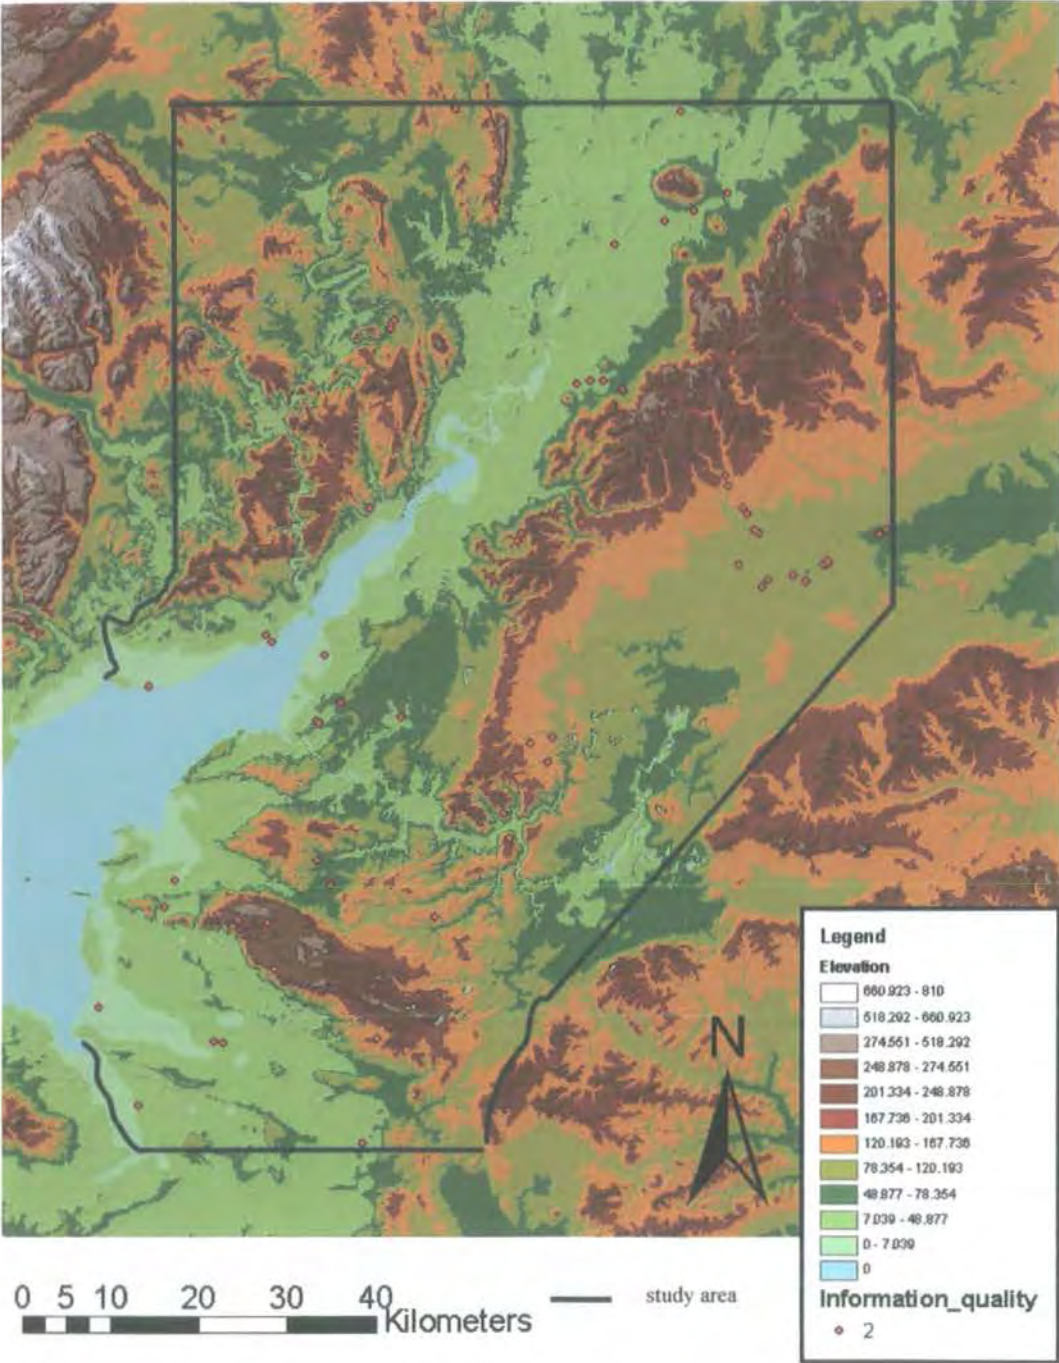 N
Legend
Elevation
660.923 - 810
518.292 - 660.923
274.551 - 518.292
248.878 - 274.551
201.334 - 248.878
167.736 - 201.334
120.193 - 167.736
78.354 - 120.193
48.877 - 78.354
7.039 - 48.877
0 - 7.039
0
Information_quality
2
0 5 10 20 30 40
Kilometers
study area